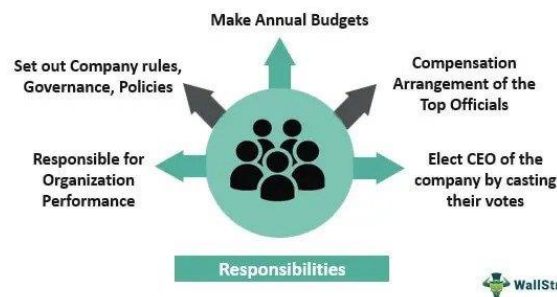 Make Annual Budgets
Set out Company rules,
Governance, Policies
Compensation
Arrangement of the
Top Officials
Responsible for
Organization
Performance
Elect CEO of the
company by casting
their votes
Responsibilities
WallSt